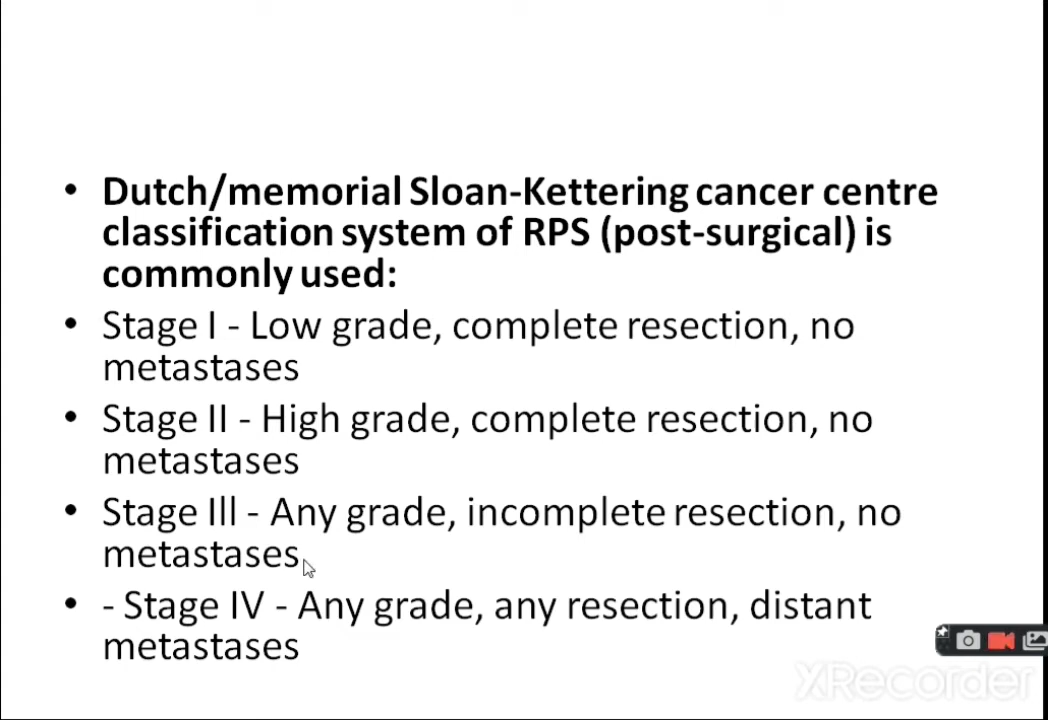 • Dutch/memorial Sloan-Kettering cancer centre
classification system of RPS (post-surgical) is
commonly used:
• Stage I - Low grade, complete resection, no
metastases
• Stage II - High grade, complete resection, no
metastases
• Stage Ill - Any grade, incomplete resection, no
metastases
• - Stage IV - Any grade, any resection, distant
metastases
XRecorder